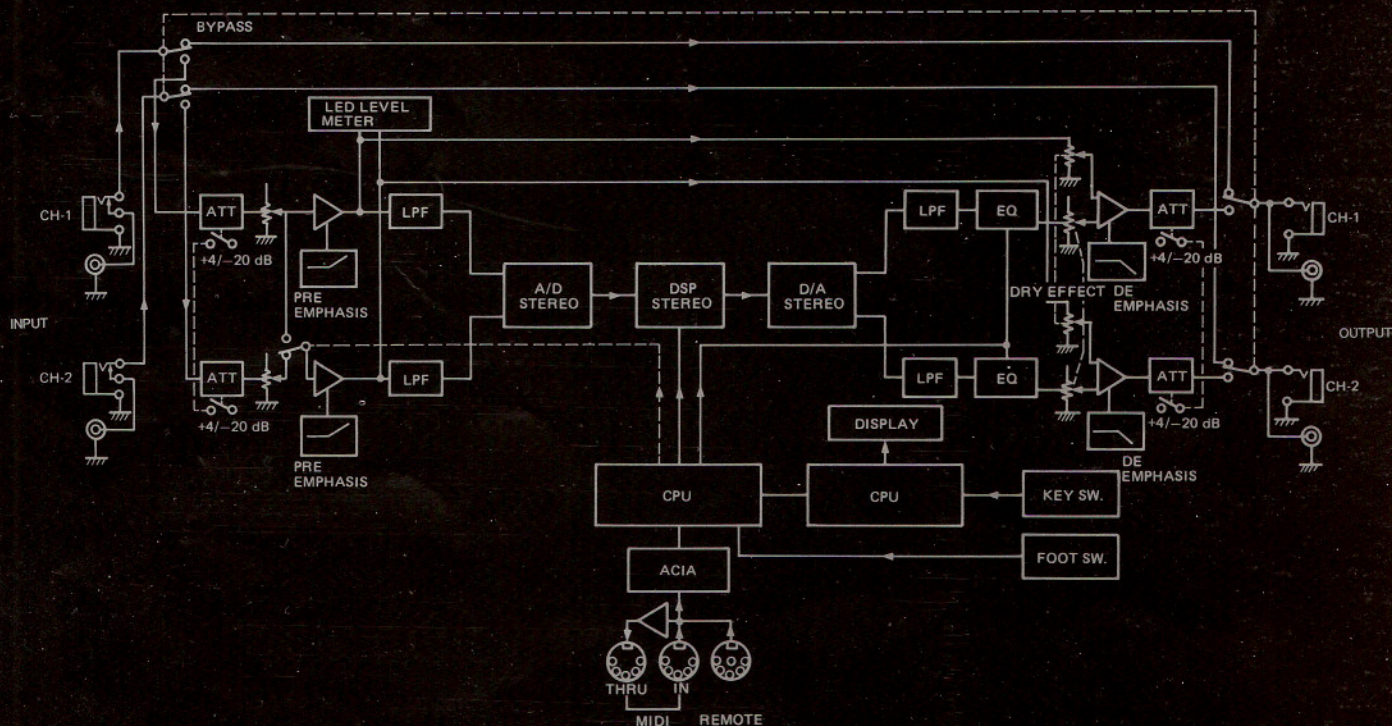 BYPASS
LED LEVEL
METER
CH-1
ATT
LPF
LPF
EQ
ATT
CH-1
+4/−20 dB
+4/−20 dB
PRE
EMPHASIS
A/D
STEREO
DSP
STEREO
D/A
STEREO
DRY EFFECT
DE
EMPHASIS
INPUT
OUTPUT
CH-2
ATT
LPF
LPF
EQ
ATT
CH-2
+4/−20 dB
+4/−20 dB
DISPLAY
PRE
EMPHASIS
DE
EMPHASIS
CPU
CPU
KEY SW.
ACIA
FOOT SW.
THRU
IN
MIDI
REMOTE